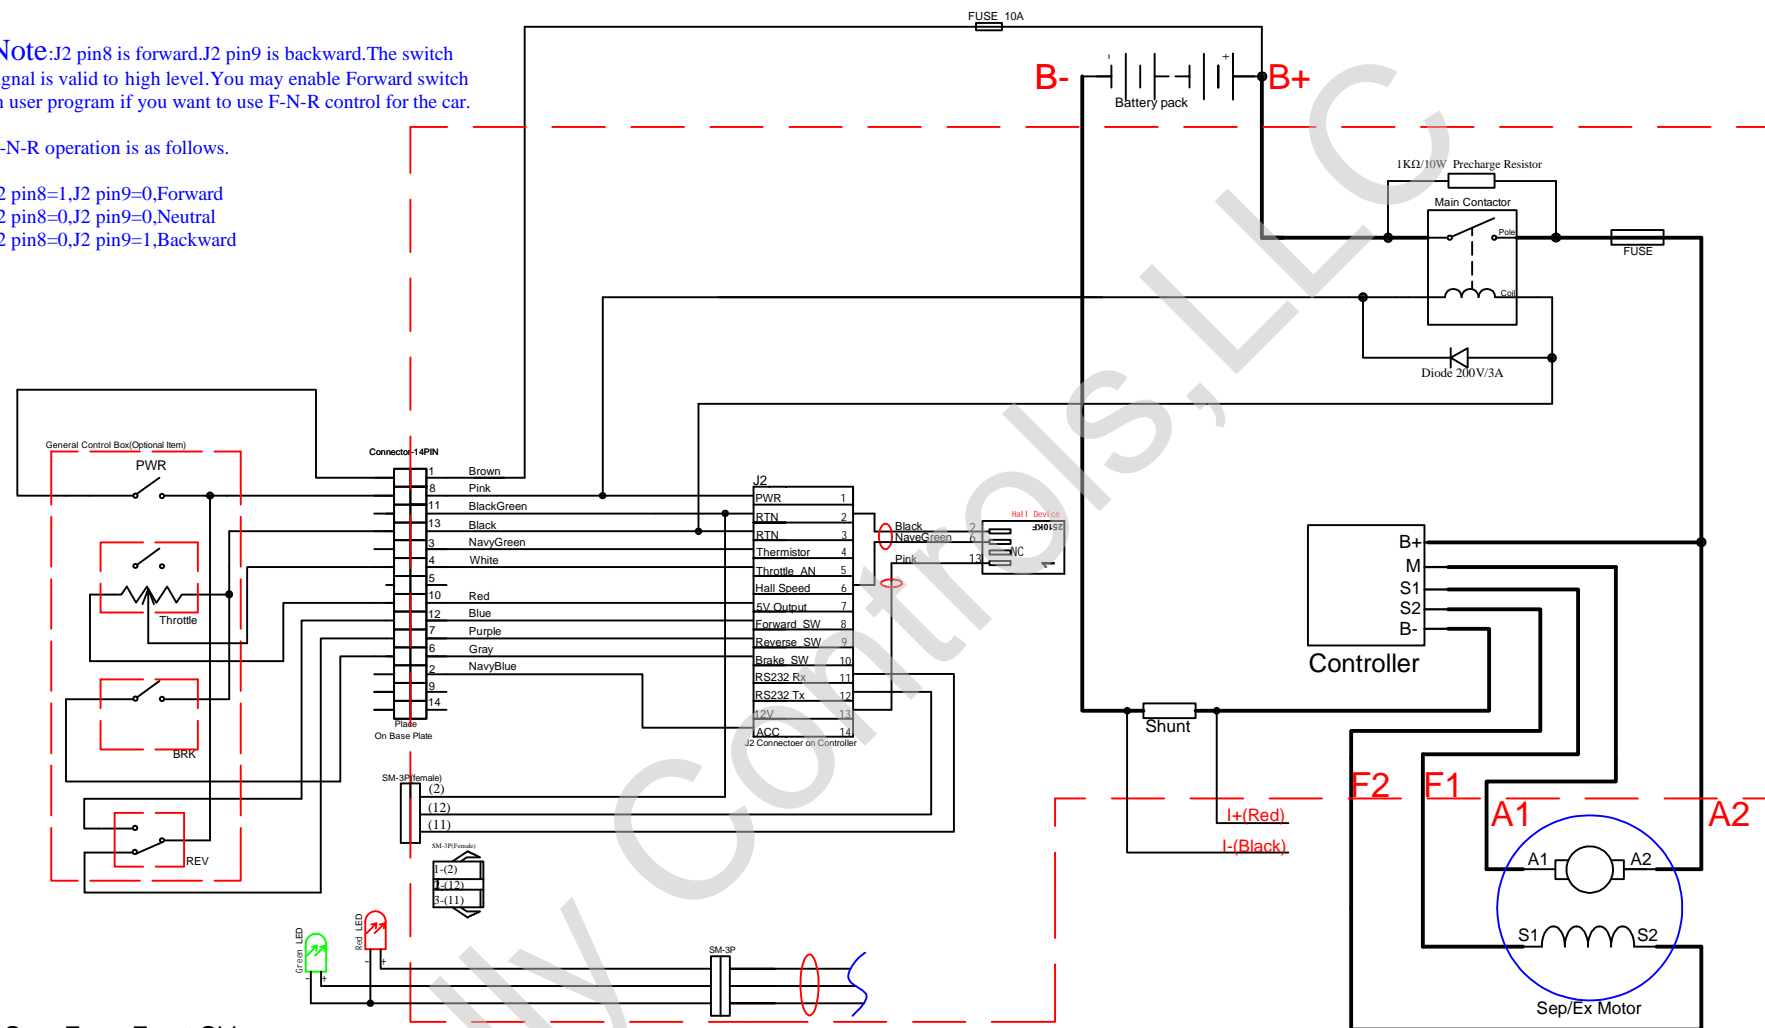 FUSE 10A
Note:J2 pin8 is forward.J2 pin9 is backward.The switch
gnal is valid to high level.You may enable Forward switch
user program if you want to use F-N-R control for the car.
-N-R operation is as follows.
2 pin8=1,J2 pin9=0,Forward
2 pin8=0,J2 pin9=0,Neutral
2 pin8=0,J2 pin9=1,Backward
B-
- +
B+
Battery pack
1KΩ/10W Precharge Resistor
Main Contactor
Pole
FUSE
Coil
Diode 200V/3A
General Control Box(Optional Item)
PWR
Throttle
BRK
REV
Connector-14PIN
1 Brown
8 Pink
11 BlackGreen
13 Black
3 NavyGreen
4 White
5
10 Red
12 Blue
7 Purple
6 Gray
2 NavyBlue
9
14
Place
On Base Plate
J2
PWR 1
RTN 2
RTN 3
Thermistor 4
Throttle AN 5
Hall Speed 6
5V Output 7
Forward SW 8
Reverse SW 9
Brake SW 10
RS232 Rx 11
RS232 Tx 12
12V 13
ACC 14
J2 Connectoer on Controller
Hall Device
Black 2
NaveGreen 6
Pink 13
2510KF
NC
1
B+
M
S1
S2
B-
Controller
Shunt
I+(Red)
I-(Black)
F2
F1
A1
A2
A1
A2
S1
S2
Sep/Ex Motor
SM-3P(female)
(2)
(12)
(11)
SM-3P(Female)
1-(2)
2-(12)
3-(11)
Green LED
- +
Red LED
- +
SM-3P
lly Controls,LLC